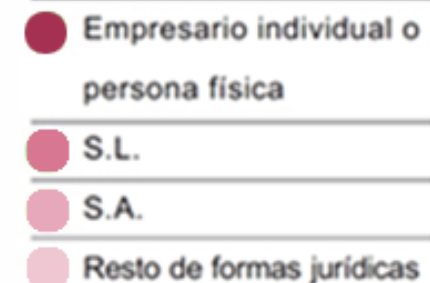 Empresario individual o
persona física
S.L.
S.A.
Resto de formas jurídicas